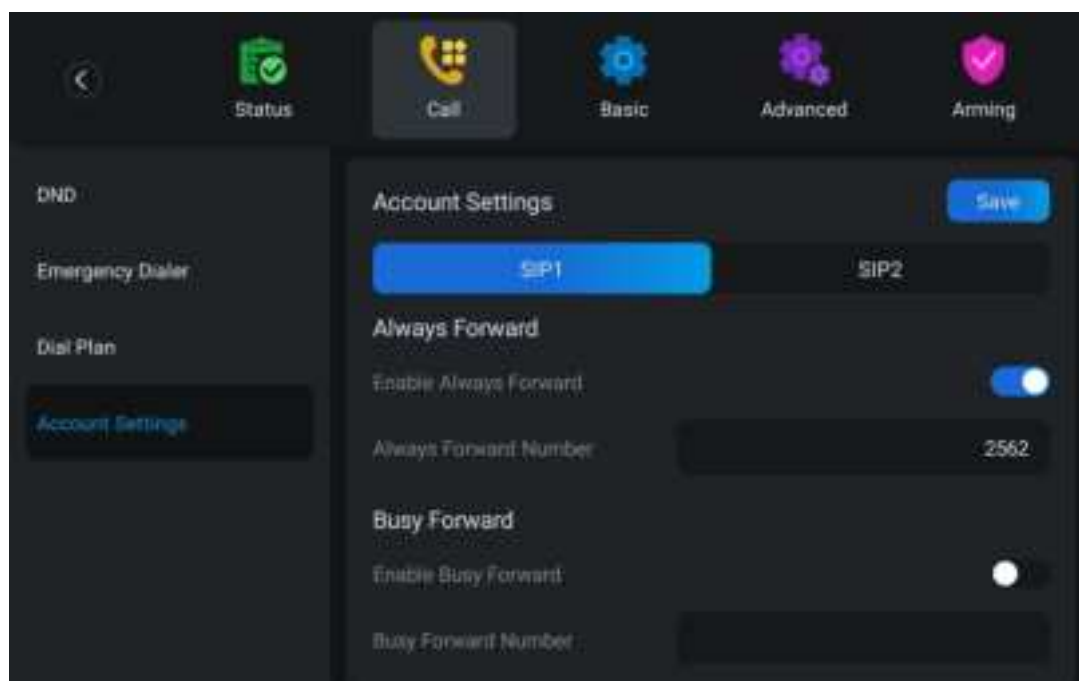 Status
Call
Basic
Advanced
Arming
DND
Emergency Dialer
Dial Plan
Account Settings
Account Settings
Save
SIP1
SIP2
Always Forward
Enable Always Forward
Always Forward Number
2562
Busy Forward
Enable Busy Forward
Busy Forward Number